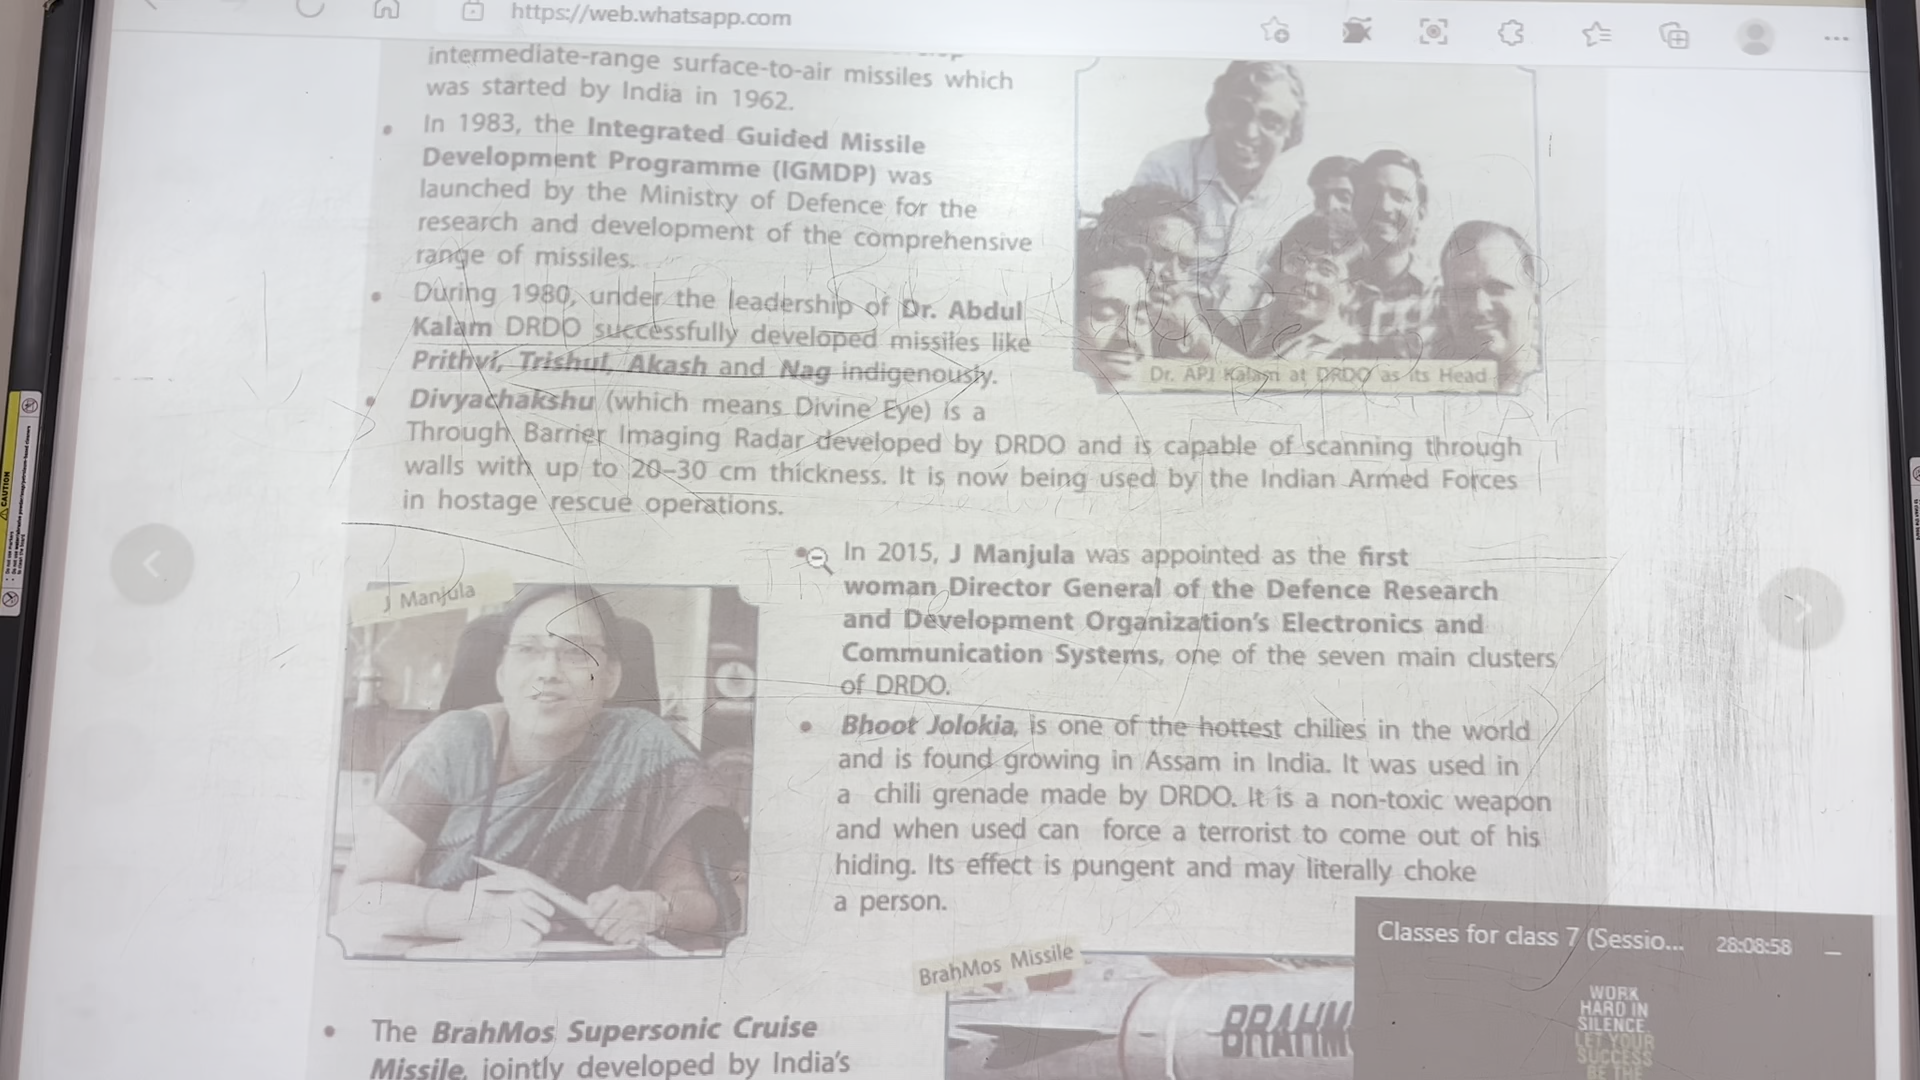 https://web.whatsapp.com
intermediate-range surface-to-air missiles which
was started by India in 1962.
• In 1983, the Integrated Guided Missile
Development Programme (IGMDP) was
launched by the Ministry of Defence for the
research and development of the comprehensive
range of missiles.
• During 1980, under the leadership of Dr. Abdul
Kalam DRDO successfully developed missiles like
Prithvi, Trishul, Akash and Nag indigenously.
Dr. APJ Kalam at DRDO as its Head
• Divyachakshu (which means Divine Eye) is a
Through Barrier Imaging Radar developed by DRDO and is capable of scanning through
walls with up to 20–30 cm thickness. It is now being used by the Indian Armed Forces
in hostage rescue operations.
J Manjula
• In 2015, J Manjula was appointed as the first
woman Director General of the Defence Research
and Development Organization's Electronics and
Communication Systems, one of the seven main clusters
of DRDO.
• Bhoot Jolokia, is one of the hottest chilies in the world
and is found growing in Assam in India. It was used in
a chili grenade made by DRDO. It is a non-toxic weapon
and when used can force a terrorist to come out of his
hiding. Its effect is pungent and may literally choke
a person.
BrahMos Missile
BRAHM
• The BrahMos Supersonic Cruise
Missile, jointly developed by India's
Classes for class 7 (Sessio... 28:08:58
WORK
HARD IN
SILENCE
LET YOUR
SUCCESS
BE THE
CAUTION